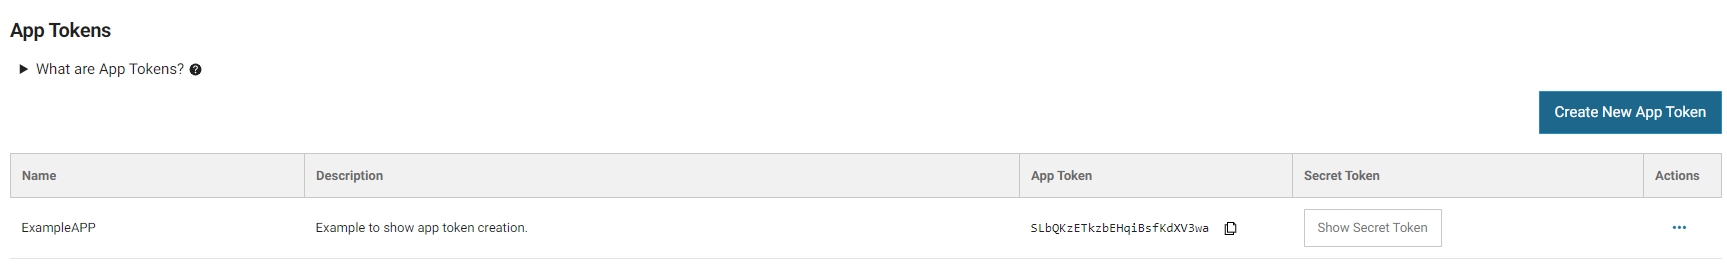 App Tokens
What are App Tokens?
Create New App Token
Name Description App Token Secret Token Actions
ExampleAPP Example to show app token creation. SLbQKzETkzbEHqiBsfKdXV3wa Show Secret Token